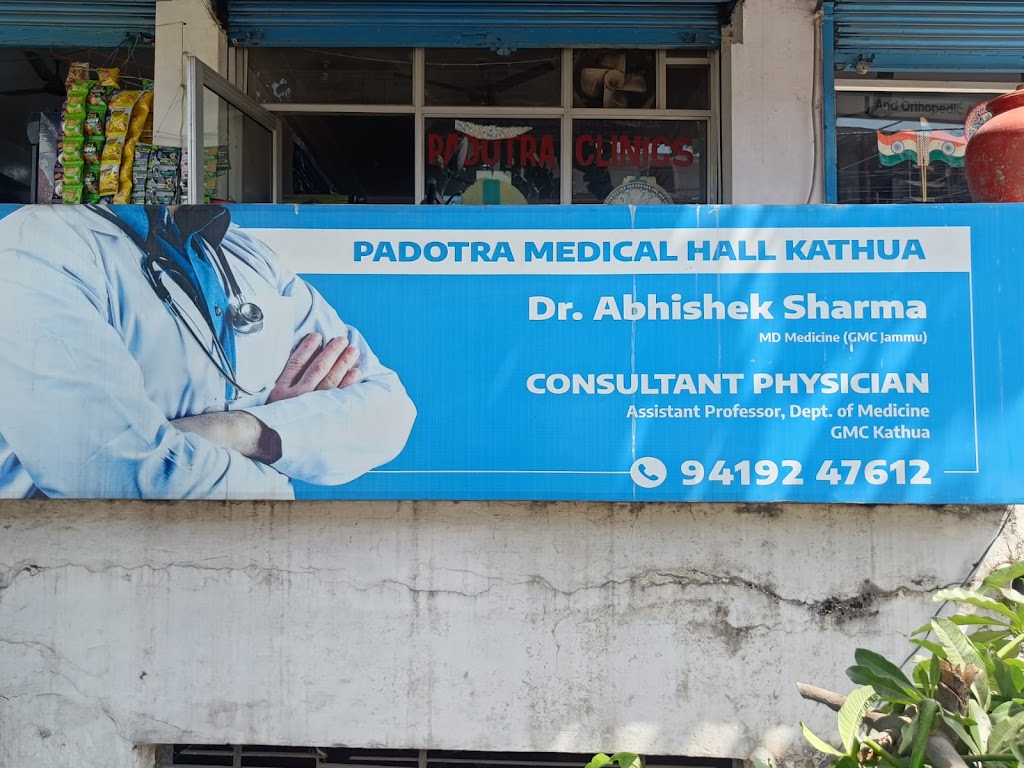 PADOTRA CLINICS
And Orthopedic
PADOTRA MEDICAL HALL KATHUA
Dr. Abhishek Sharma
MD Medicine (GMC Jammu)
CONSULTANT PHYSICIAN
Assistant Professor, Dept. of Medicine
GMC Kathua
94192 47612